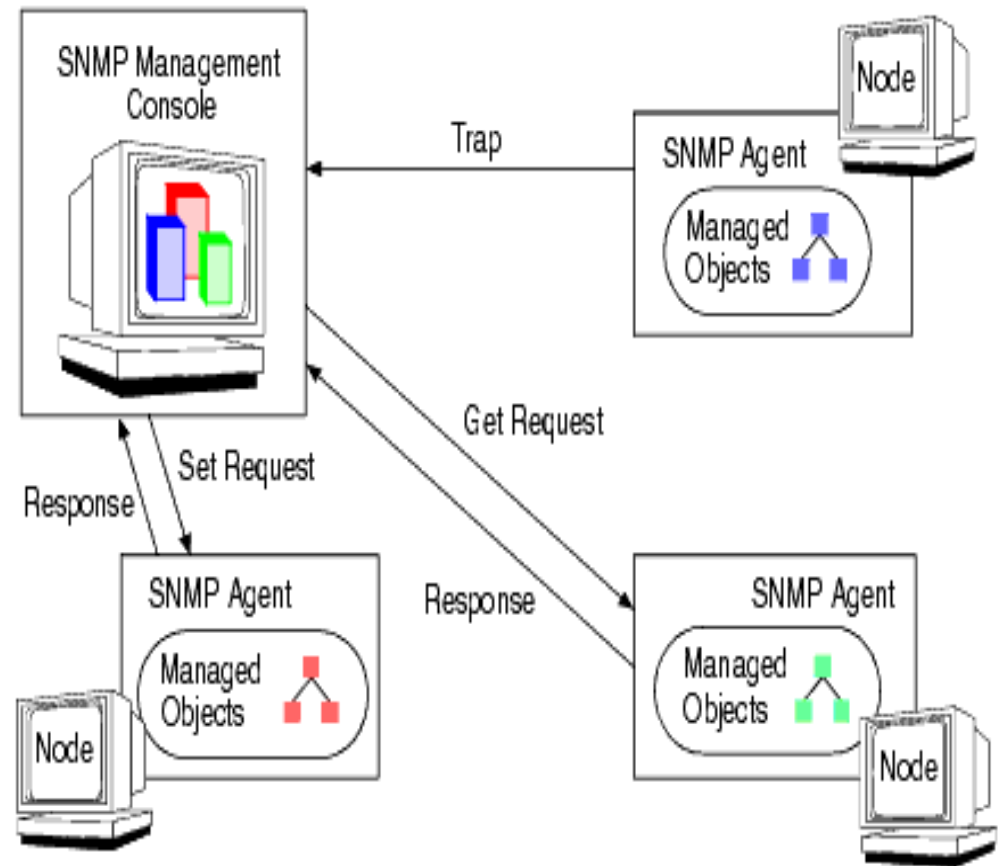 SNMP Management
Console
Trap
Node
SNMP Agent
Managed
Objects
Get Request
Set Request
Response
Response
SNMP Agent
Managed
Objects
Node
SNMP Agent
Managed
Objects
Node